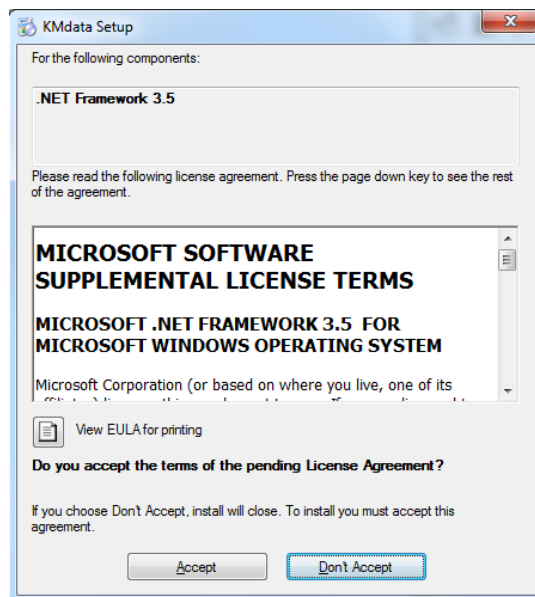 KMdata Setup
For the following components:
.NET Framework 3.5
Please read the following license agreement. Press the page down key to see the rest
of the agreement.
MICROSOFT SOFTWARE
SUPPLEMENTAL LICENSE TERMS
MICROSOFT .NET FRAMEWORK 3.5 FOR
MICROSOFT WINDOWS OPERATING SYSTEM
Microsoft Corporation (or based on where you live, one of its
View EULA for printing
Do you accept the terms of the pending License Agreement?
If you choose Don't Accept, install will close. To install you must accept this
agreement.
Accept
Don't Accept